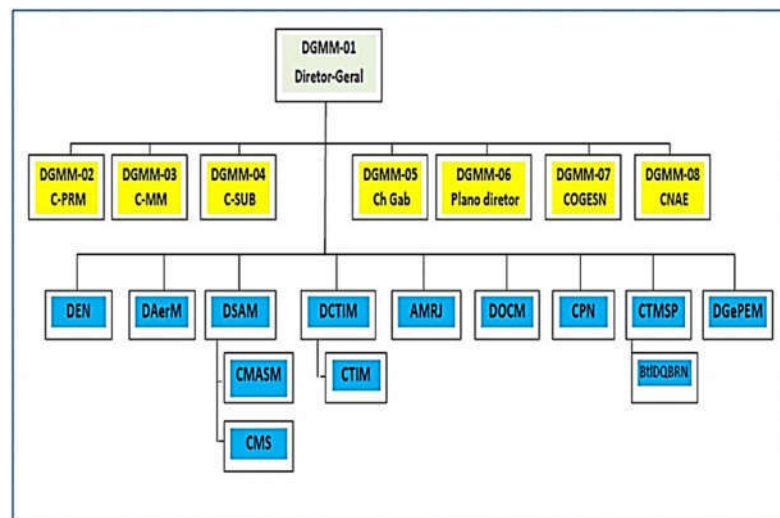 DGMM-01
Diretor-Geral
DGMM-02
C-PRM
DGMM-03
C-MM
DGMM-04
C-SUB
DGMM-05
Ch Gab
DGMM-06
Plano diretor
DGMM-07
COGESN
DGMM-08
CNAE
DEN
DAerM
DSAM
DCTIM
AMRJ
DOCM
CPN
CTMSP
DGePEM
CMASM
CTIM
BtlDQBRN
CMS